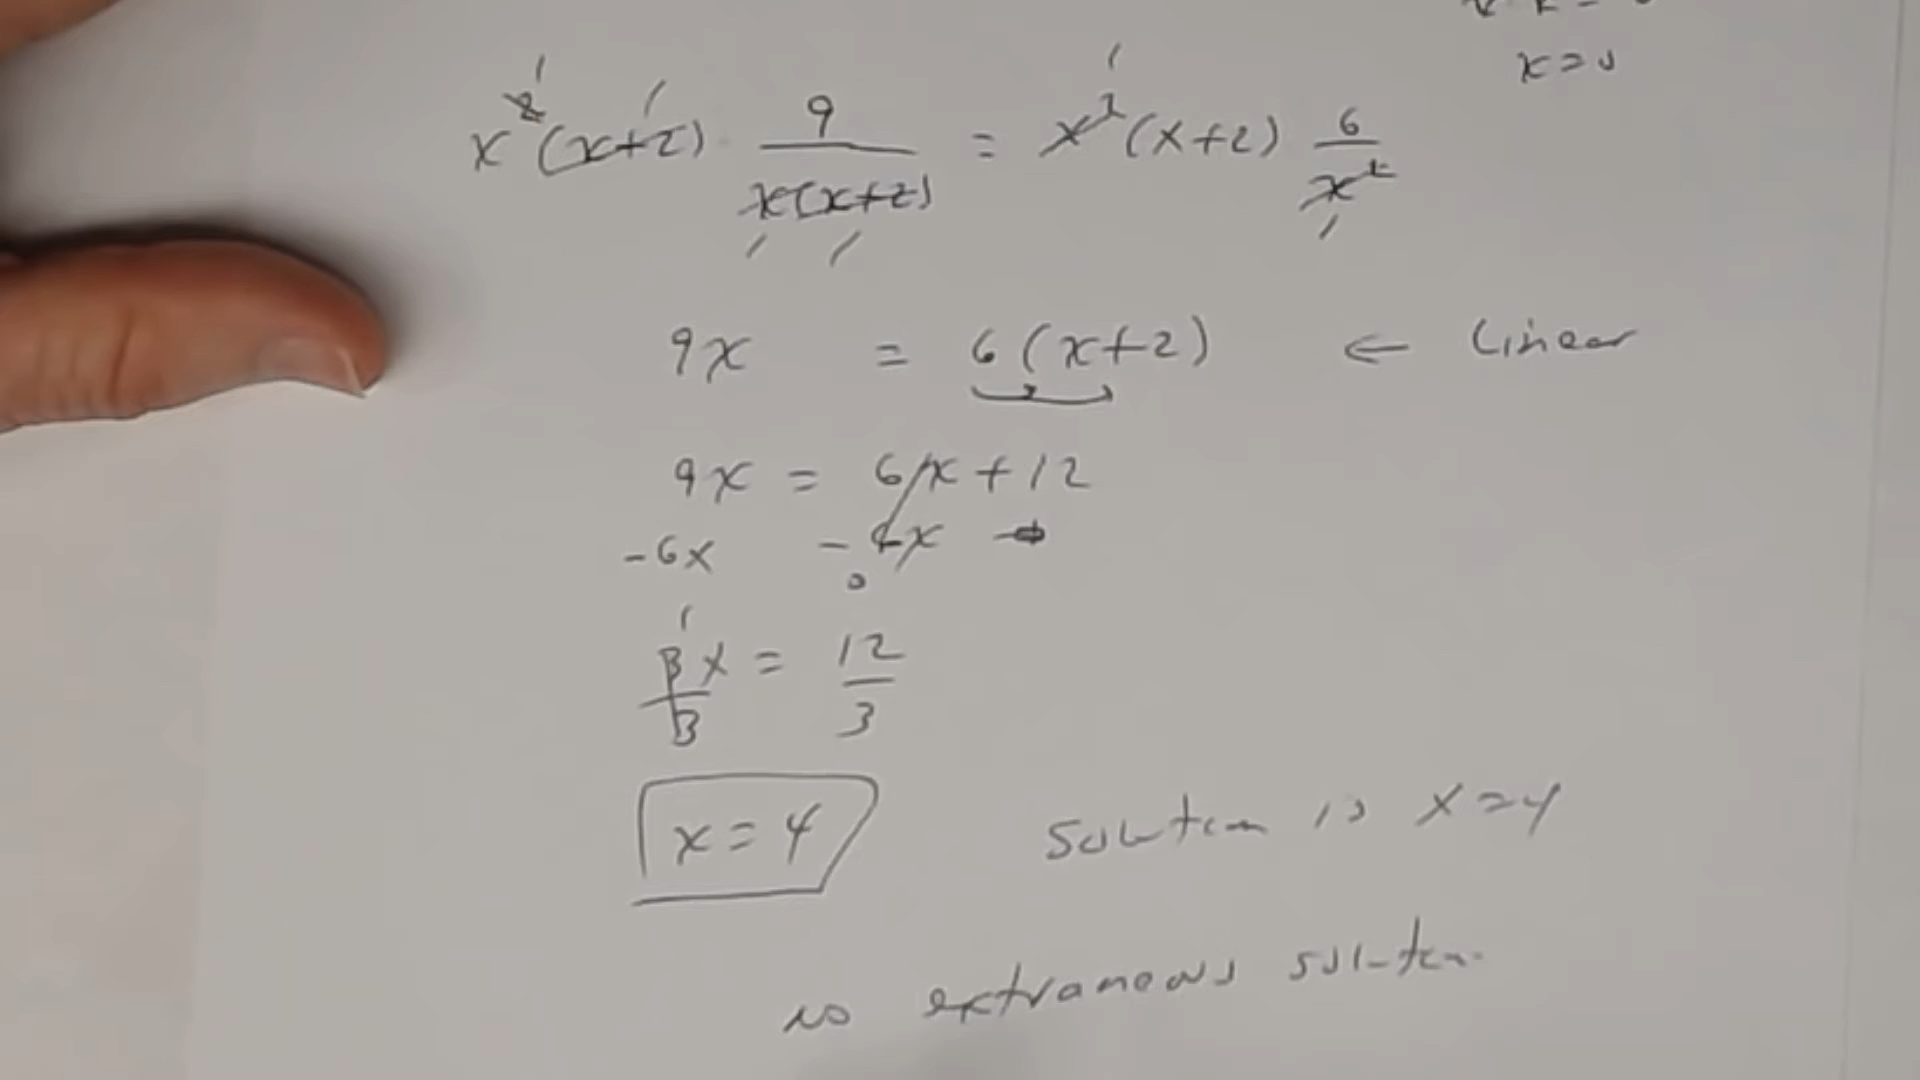 x = 0
x²(x+2) · 9/x(x+2) = x²(x+2) 6/x²
9x = 6(x+2) ← Linear
9x = 6x + 12
-6x -6x
0
3x/3 = 12/3
x = 4
Solution is x = 4
no extraneous solution.